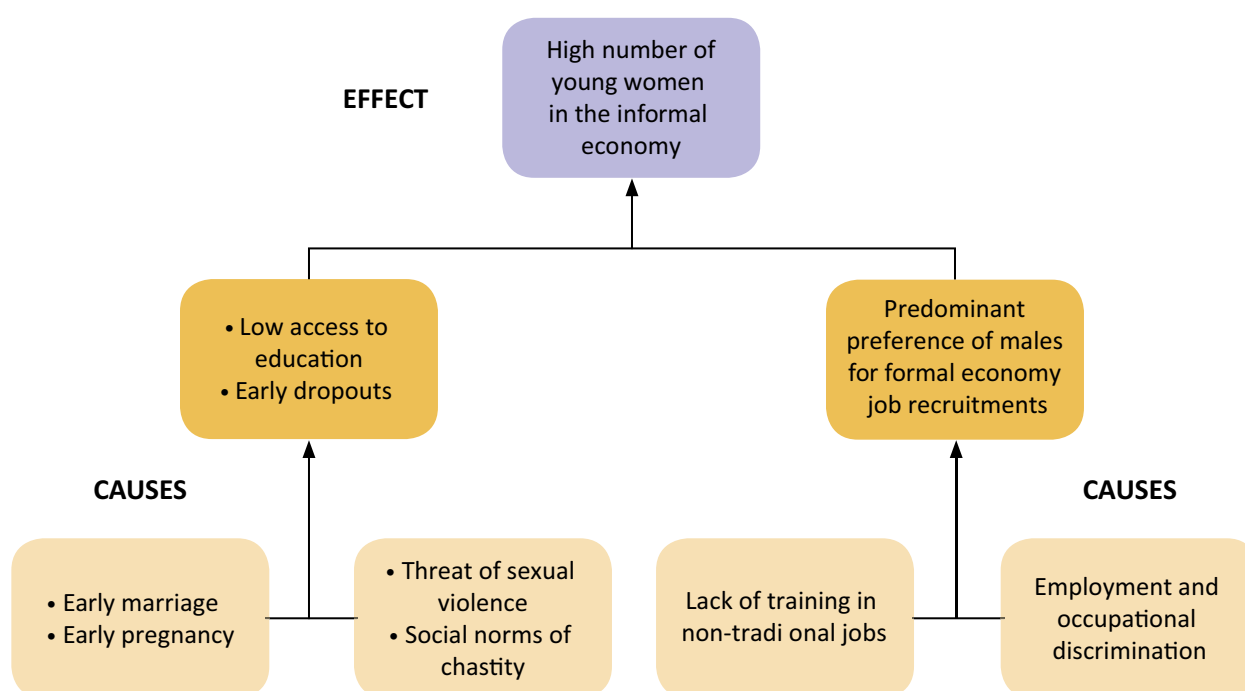 High number of
young women
in the informal
economy
EFFECT
• Low access to
education
• Early dropouts
Predominant
preference of males
for formal economy
job recruitments
CAUSES
CAUSES
• Early marriage
• Early pregnancy
• Threat of sexual
violence
• Social norms of
chastity
Lack of training in
non-tradi onal jobs
Employment and
occupational
discrimination